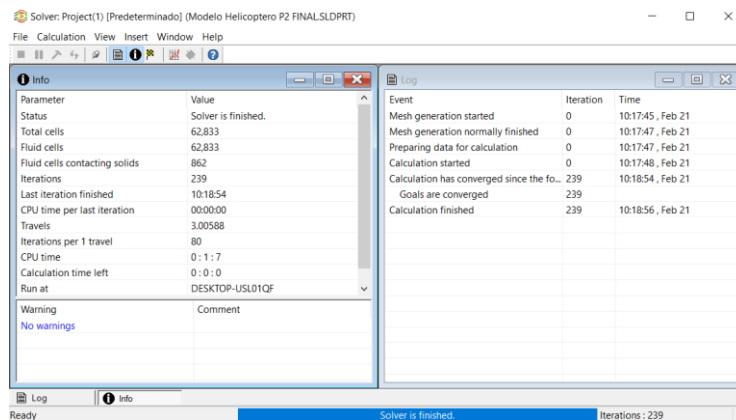 Solver: Project(1) [Predeterminado] (Modelo Helicoptero P2 FINAL.SLDPRT)
File Calculation View Insert Window Help
Info
Parameter Value
Status Solver is finished.
Total cells 62,833
Fluid cells 62,833
Fluid cells contacting solids 862
Iterations 239
Last iteration finished 10:18:54
CPU time per last iteration 00:00:00
Travels 3.00588
Iterations per 1 travel 80
CPU time 0 : 1 : 7
Calculation time left 0 : 0 : 0
Run at DESKTOP-USL01QF
Warning Comment
No warnings
Log
Event Iteration Time
Mesh generation started 0 10:17:45 , Feb 21
Mesh generation normally finished 0 10:17:47 , Feb 21
Preparing data for calculation 0 10:17:47 , Feb 21
Calculation started 0 10:17:48 , Feb 21
Calculation has converged since the fo... 239 10:18:54 , Feb 21
Goals are converged 239
Calculation finished 239 10:18:56 , Feb 21
Log Info
Ready Solver is finished. Iterations : 239